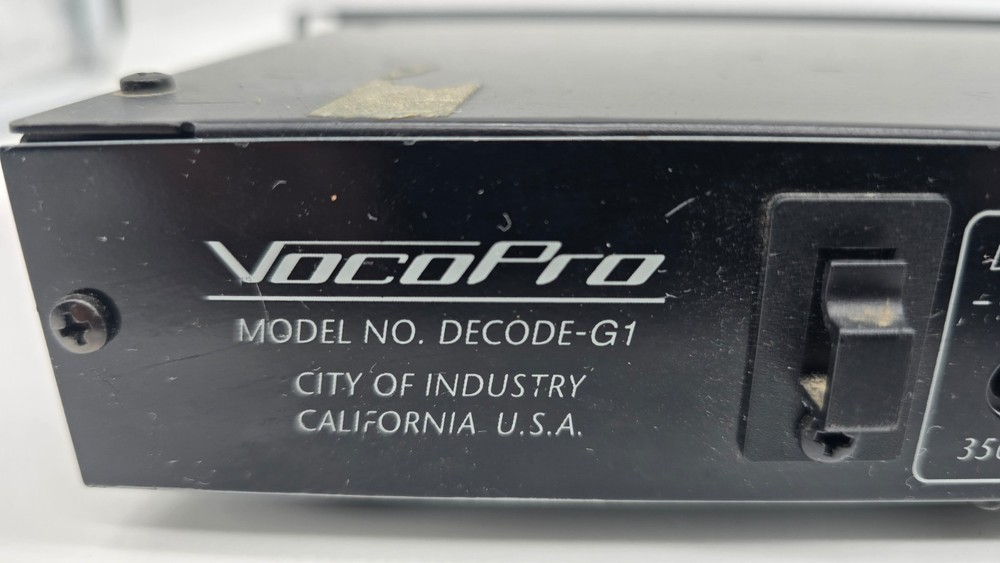 VocoPro
MODEL NO. DECODE-G1
CITY OF INDUSTRY
CALIFORNIA U.S.A.